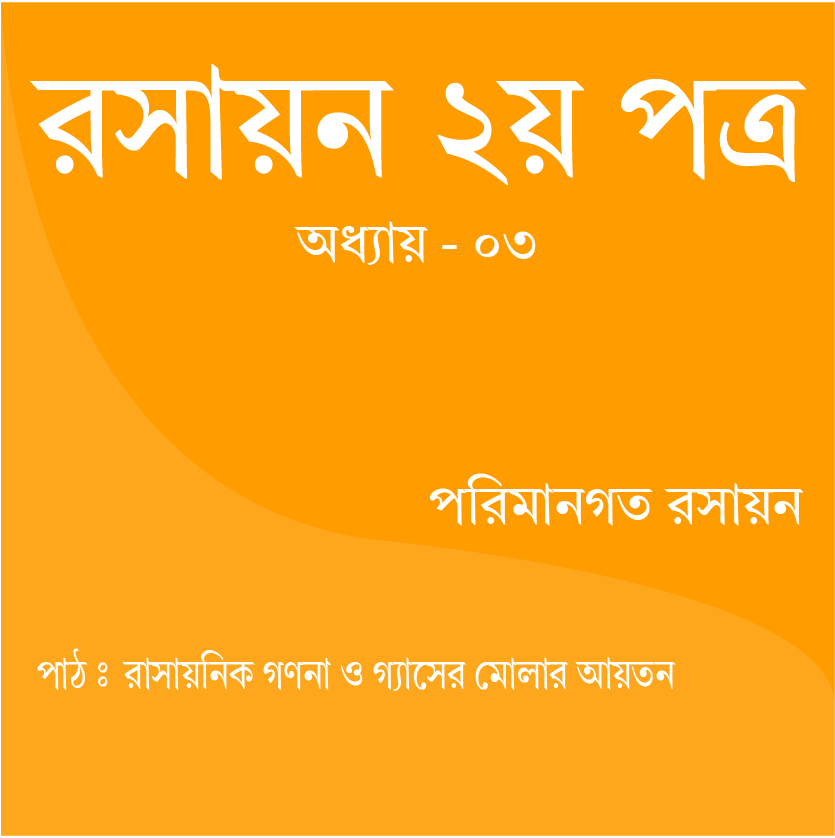 রসায়ন ২য় পত্র
অধ্যায় - ০৩
পরিমানগত রসায়ন
পাঠ ঃ রাসায়নিক গণনা ও গ্যাসের মোলার আয়তন